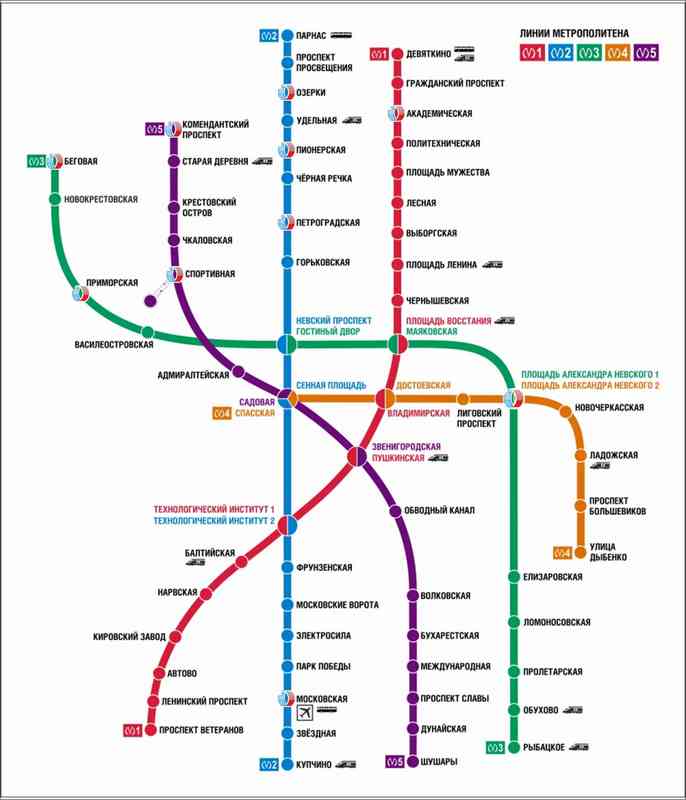 ЛИНИИ МЕТРОПОЛИТЕНА
1
2
3
4
5
2
ПАРНАС
ПРОСПЕКТ
ПРОСВЕЩЕНИЯ
ОЗЕРКИ
УДЕЛЬНАЯ
ПИОНЕРСКАЯ
ЧЁРНАЯ РЕЧКА
ПЕТРОГРАДСКАЯ
ГОРЬКОВСКАЯ
НЕВСКИЙ ПРОСПЕКТ
ГОСТИНЫЙ ДВОР
1
ДЕВЯТКИНО
ГРАЖДАНСКИЙ ПРОСПЕКТ
АКАДЕМИЧЕСКАЯ
ПОЛИТЕХНИЧЕСКАЯ
ПЛОЩАДЬ МУЖЕСТВА
ЛЕСНАЯ
ВЫБОРГСКАЯ
ПЛОЩАДЬ ЛЕНИНА
ЧЕРНЫШЕВСКАЯ
ПЛОЩАДЬ ВОССТАНИЯ
МАЯКОВСКАЯ
5
КОМЕНДАНТСКИЙ
ПРОСПЕКТ
СТАРАЯ ДЕРЕВНЯ
КРЕСТОВСКИЙ
ОСТРОВ
ЧКАЛОВСКАЯ
СПОРТИВНАЯ
3
БЕГОВАЯ
НОВОКРЕСТОВСКАЯ
ПРИМОРСКАЯ
ВАСИЛЕОСТРОВСКАЯ
АДМИРАЛТЕЙСКАЯ
САДОВАЯ
4
СПАССКАЯ
СЕННАЯ ПЛОЩАДЬ
ДОСТОЕВСКАЯ
ВЛАДИМИРСКАЯ
ЛИГОВСКИЙ
ПРОСПЕКТ
ПЛОЩАДЬ АЛЕКСАНДРА НЕВСКОГО 1
ПЛОЩАДЬ АЛЕКСАНДРА НЕВСКОГО 2
НОВОЧЕРКАССКАЯ
ЛАДОЖСКАЯ
ПРОСПЕКТ
БОЛЬШЕВИКОВ
4
УЛИЦА
ДЫБЕНКО
ЗВЕНИГОРОДСКАЯ
ПУШКИНСКАЯ
ОБВОДНЫЙ КАНАЛ
ТЕХНОЛОГИЧЕСКИЙ ИНСТИТУТ 1
ТЕХНОЛОГИЧЕСКИЙ ИНСТИТУТ 2
БАЛТИЙСКАЯ
НАРВСКАЯ
КИРОВСКИЙ ЗАВОД
АВТОВО
ЛЕНИНСКИЙ ПРОСПЕКТ
1
ПРОСПЕКТ ВЕТЕРАНОВ
ФРУНЗЕНСКАЯ
МОСКОВСКИЕ ВОРОТА
ЭЛЕКТРОСИЛА
ПАРК ПОБЕДЫ
МОСКОВСКАЯ
ЗВЁЗДНАЯ
2
КУПЧИНО
ВОЛКОВСКАЯ
БУХАРЕСТСКАЯ
МЕЖДУНАРОДНАЯ
ПРОСПЕКТ СЛАВЫ
ДУНАЙСКАЯ
5
ШУШАРЫ
ЕЛИЗАРОВСКАЯ
ЛОМОНОСОВСКАЯ
ПРОЛЕТАРСКАЯ
ОБУХОВО
3
РЫБАЦКОЕ